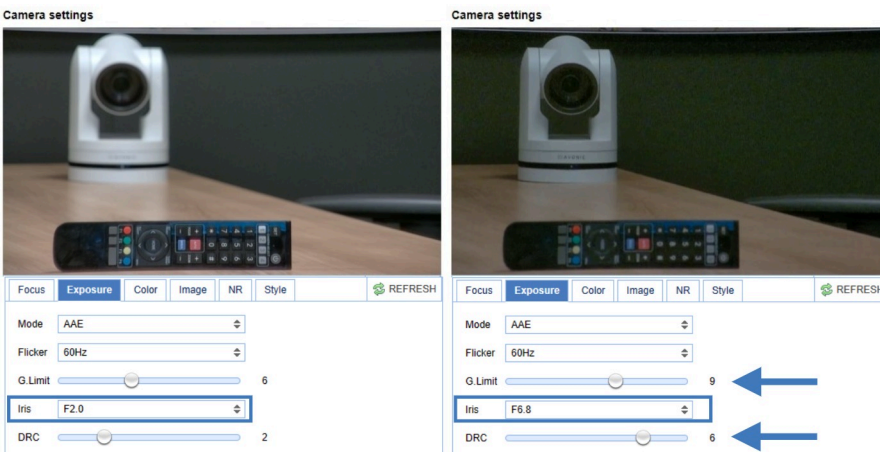 Camera settings
Focus Exposure Color Image NR Style REFRESH
Mode AAE
Flicker 60Hz
G.Limit 6
Iris F2.0
DRC 2
Camera settings
Focus Exposure Color Image NR Style REFRESH
Mode AAE
Flicker 60Hz
G.Limit 9
Iris F6.8
DRC 6